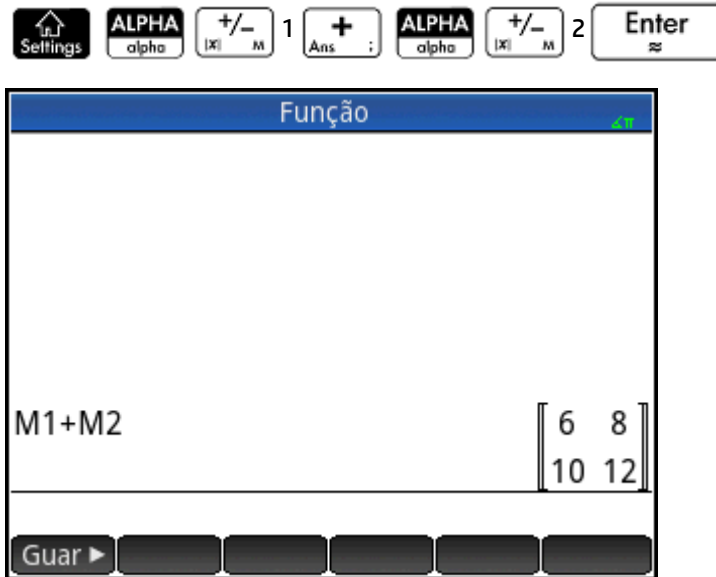 Settings ALPHA alpha +/- |x| M 1 + Ans ; ALPHA alpha +/- |x| M 2 Enter ≈
Função ∡π
M1+M2 [6 8
10 12]
Guar ►